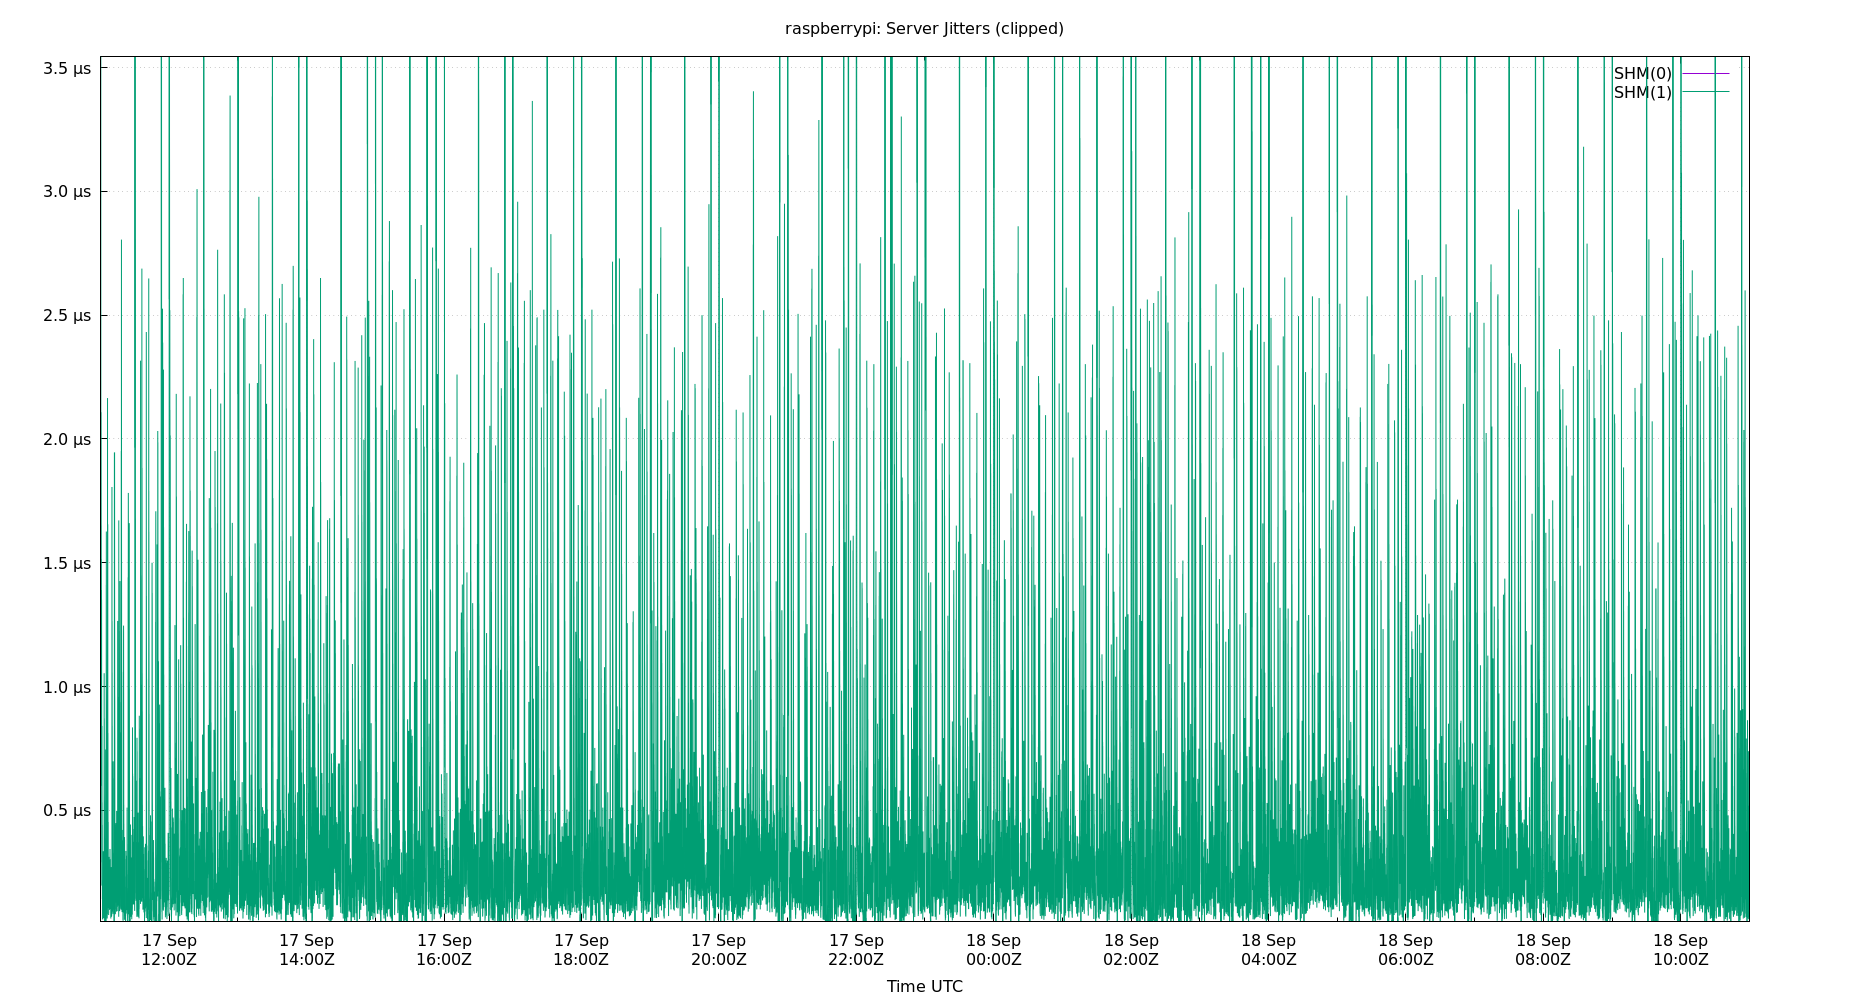 raspberrypi: Server Jitters (clipped)
3.5 μs
3.0 μs
2.5 μs
2.0 μs
1.5 μs
1.0 μs
0.5 μs
SHM(0)
SHM(1)
17 Sep 17 Sep 17 Sep 17 Sep 17 Sep 17 Sep 18 Sep 18 Sep 18 Sep 18 Sep 18 Sep 18 Sep
12:00Z 14:00Z 16:00Z 18:00Z 20:00Z 22:00Z 00:00Z 02:00Z 04:00Z 06:00Z 08:00Z 10:00Z
Time UTC